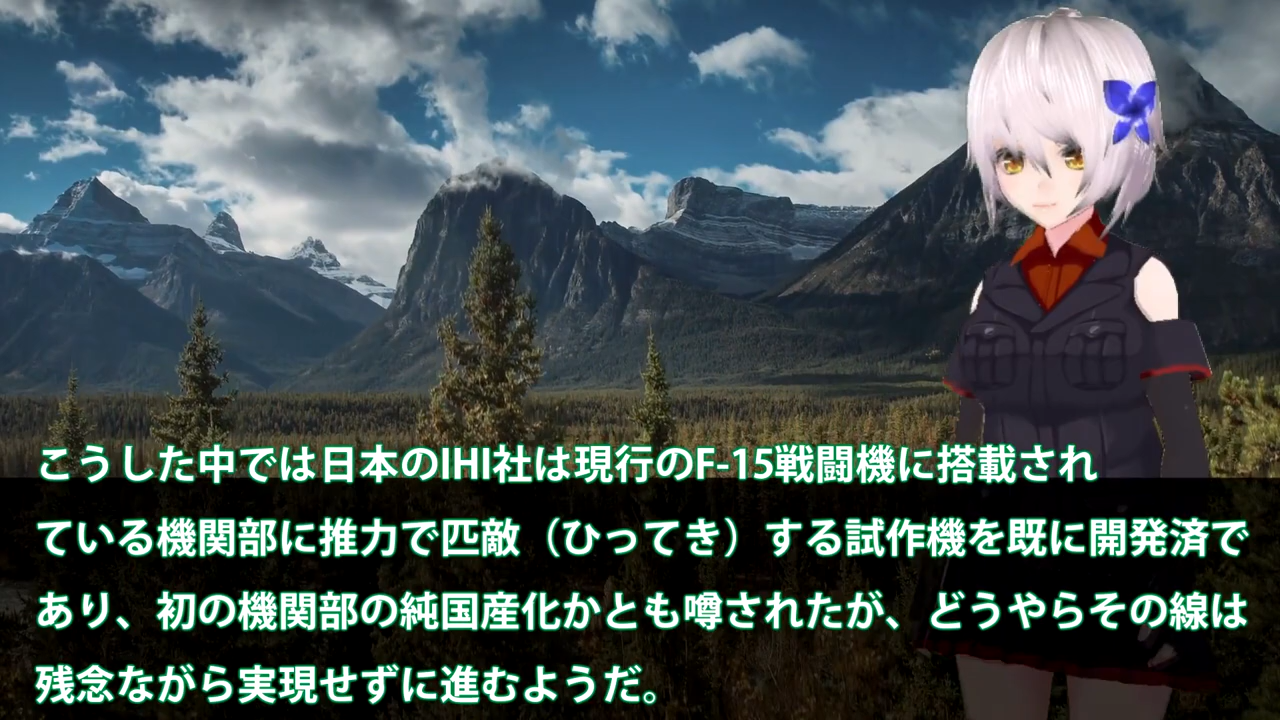 こうした中では日本のIHI社は現行のF-15戦闘機に搭載され
ている機関部に推力で匹敵（ひってき）する試作機を既に開発済で
あり、初の機関部の純国産化かとも噂されたが、どうやらその線は
残念ながら実現せずに進むようだ。